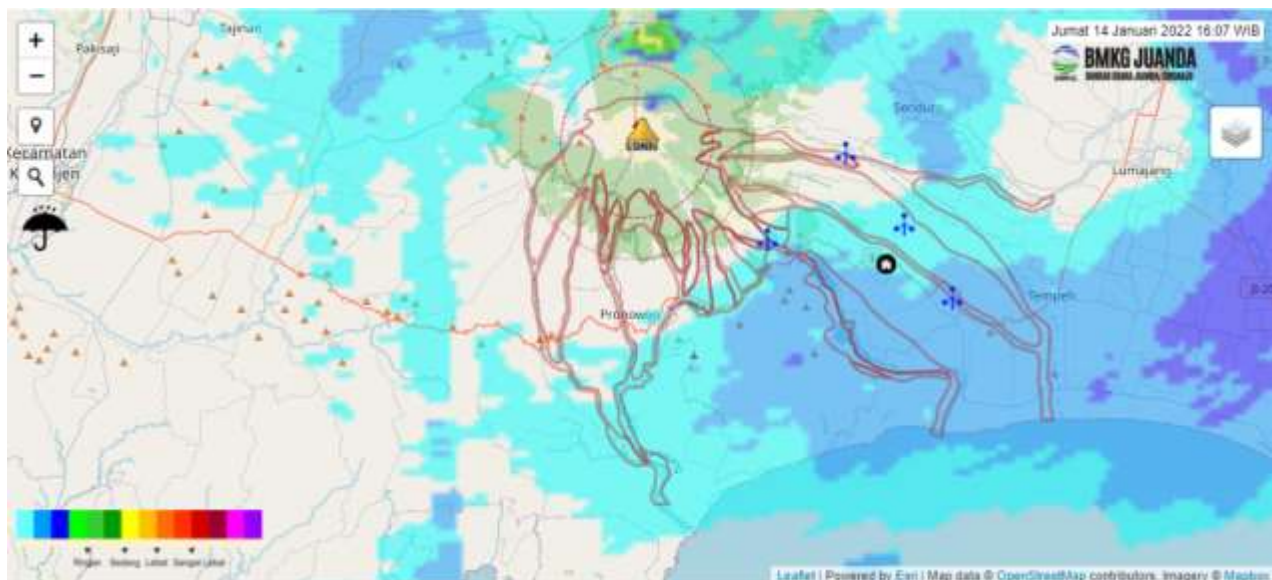 Tajinan
Pakisaji
Jumat 14 Januari 2022 16:07 WIB
BMKG JUANDA
Senduro
Kecamatan
Lumajang
Tempeh
Pronojiwo
Ringan Sedang Lebat Sangat Lebat
Leaflet | Powered by Esri | Map data © OpenStreetMap contributors, Imagery © Mapbox